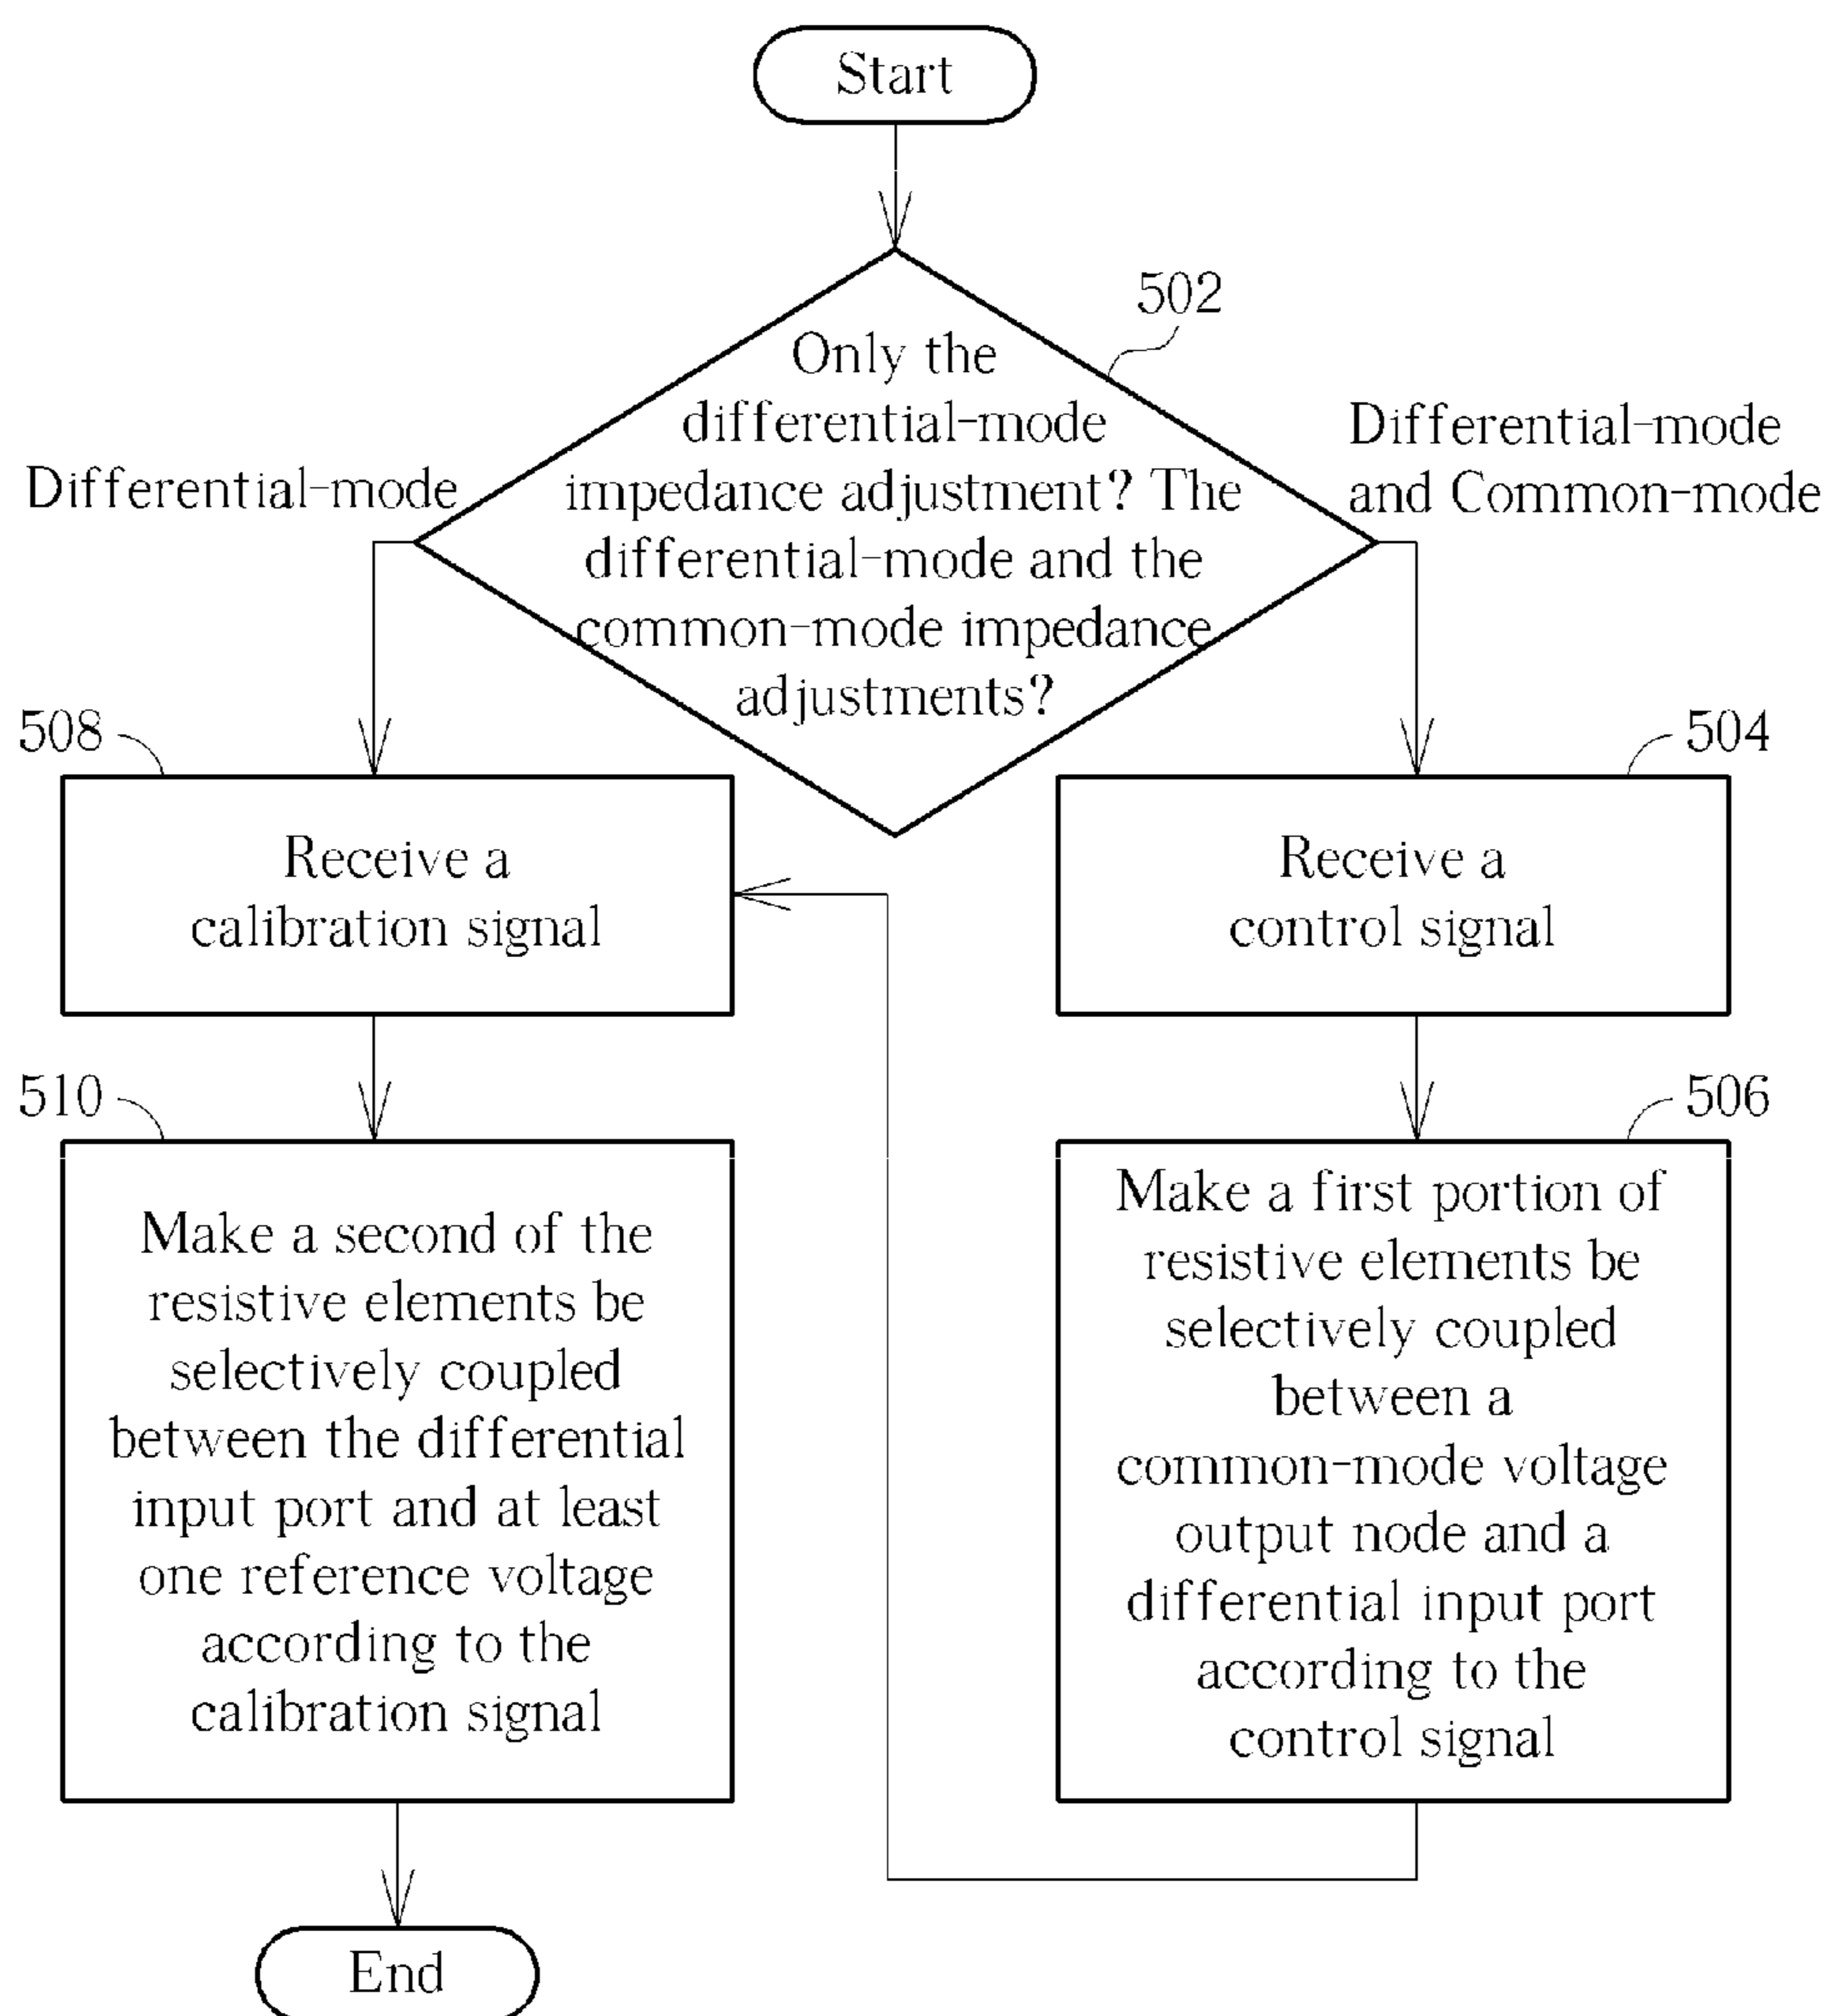 Start
502
Only the
differential-mode
impedance adjustment? The
differential-mode and the
common-mode impedance
adjustments?
Differential-mode
Differential-mode
and Common-mode
508
Receive a
calibration signal
504
Receive a
control signal
510
Make a second of the
resistive elements be
selectively coupled
between the differential
input port and at least
one reference voltage
according to the
calibration signal
506
Make a first portion of
resistive elements be
selectively coupled
between a
common-mode voltage
output node and a
differential input port
according to the
control signal
End